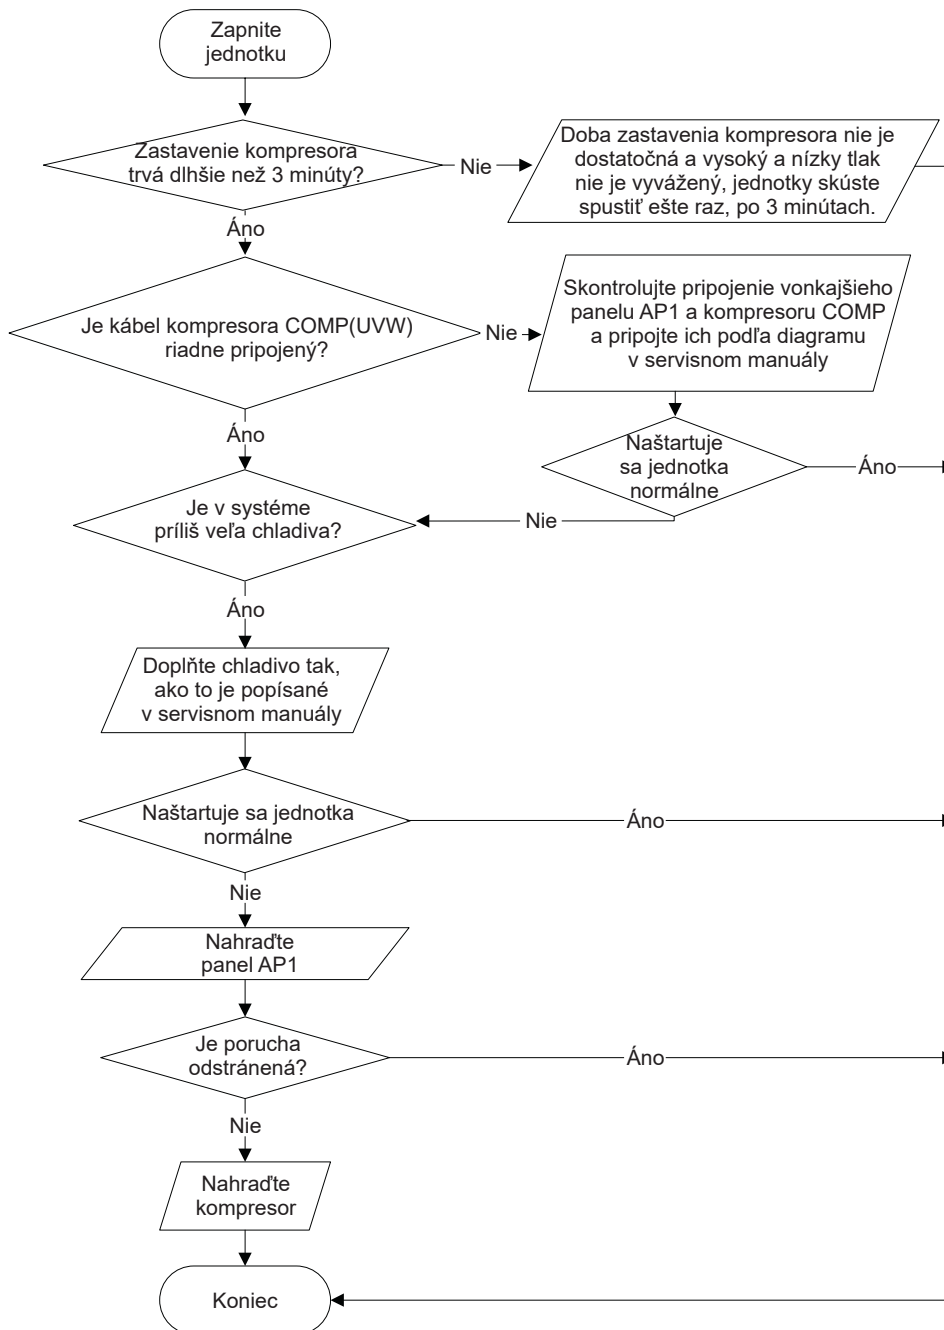 Zapnite
jednotku
Zastavenie kompresora
trvá dlhšie než 3 minúty?
Nie
Doba zastavenia kompresora nie je
dostatočná a vysoký a nízky tlak
nie je vyvážený, jednotky skúste
spustiť ešte raz, po 3 minútach.
Áno
Je kábel kompresora COMP(UVW)
riadne pripojený?
Nie
Skontrolujte pripojenie vonkajšieho
panelu AP1 a kompresoru COMP
a pripojte ich podľa diagramu
v servisnom manuály
Áno
Naštartuje
sa jednotka
normálne
Áno
Nie
Je v systéme
príliš veľa chladiva?
Áno
Doplňte chladivo tak,
ako to je popísané
v servisnom manuály
Naštartuje sa jednotka
normálne
Áno
Nie
Nahraďte
panel AP1
Je porucha
odstránená?
Áno
Nie
Nahraďte
kompresor
Koniec